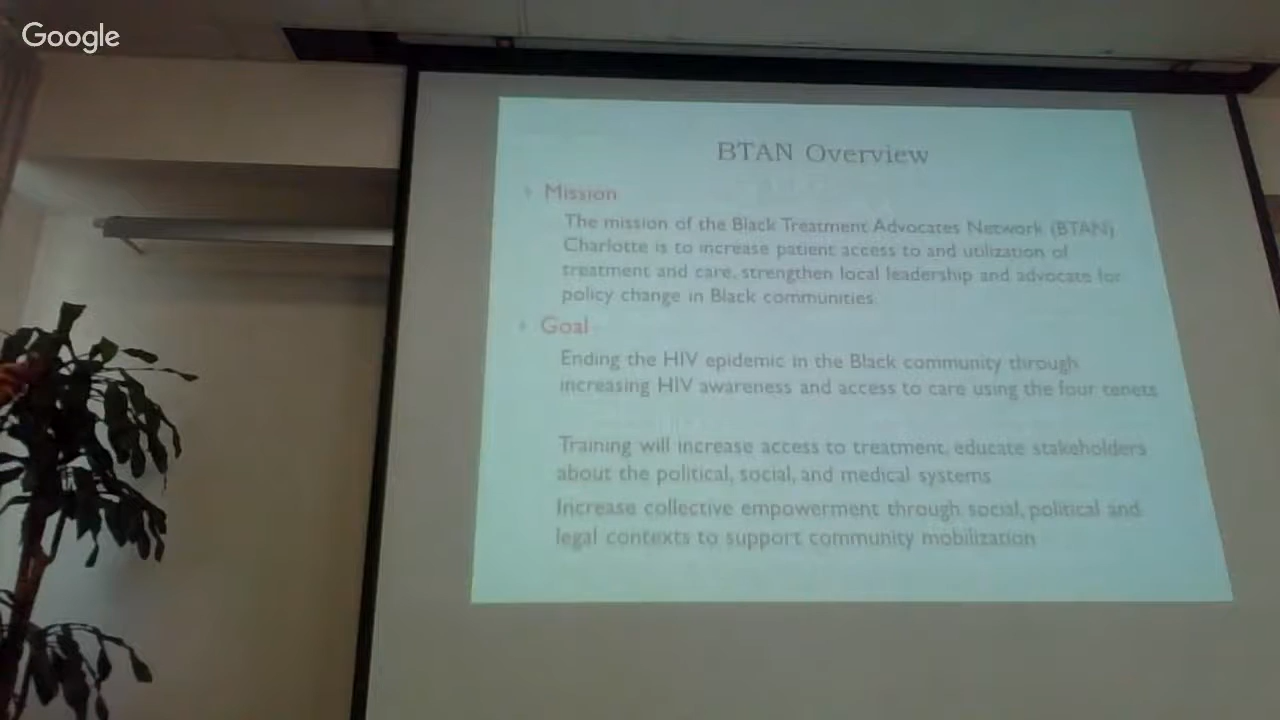 Google
BTAN Overview
Mission
The mission of the Black Treatment Advocates Network (BTAN)
Charlotte is to increase patient access to and utilization of
treatment and care, strengthen local leadership and advocate for
policy change in Black communities
Goal
Ending the HIV epidemic in the Black community through
increasing HIV awareness and access to care using the four tenets
Training will increase access to treatment, educate stakeholders
about the political, social, and medical systems
Increase collective empowerment through social, political and
legal contexts to support community mobilization